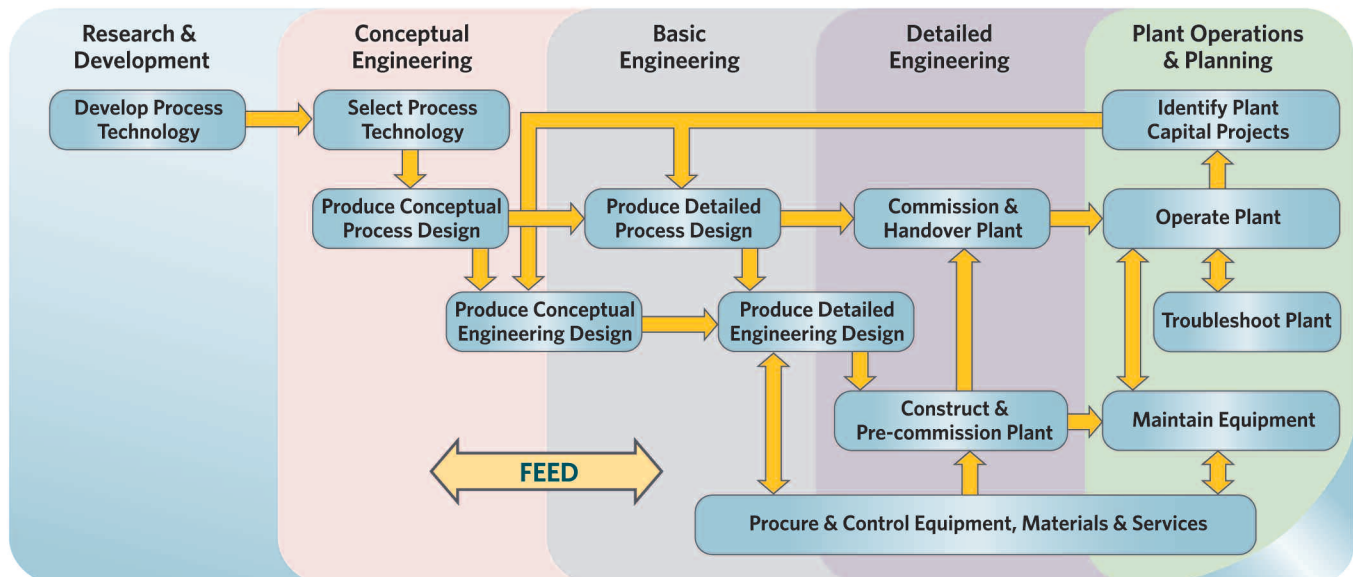 Research &
Development
Conceptual
Engineering
Basic
Engineering
Detailed
Engineering
Plant Operations
& Planning
Develop Process
Technology
Select Process
Technology
Identify Plant
Capital Projects
Produce Conceptual
Process Design
Produce Detailed
Process Design
Commission &
Handover Plant
Operate Plant
Produce Conceptual
Engineering Design
Produce Detailed
Engineering Design
Troubleshoot Plant
Construct &
Pre-commission Plant
Maintain Equipment
FEED
Procure & Control Equipment, Materials & Services